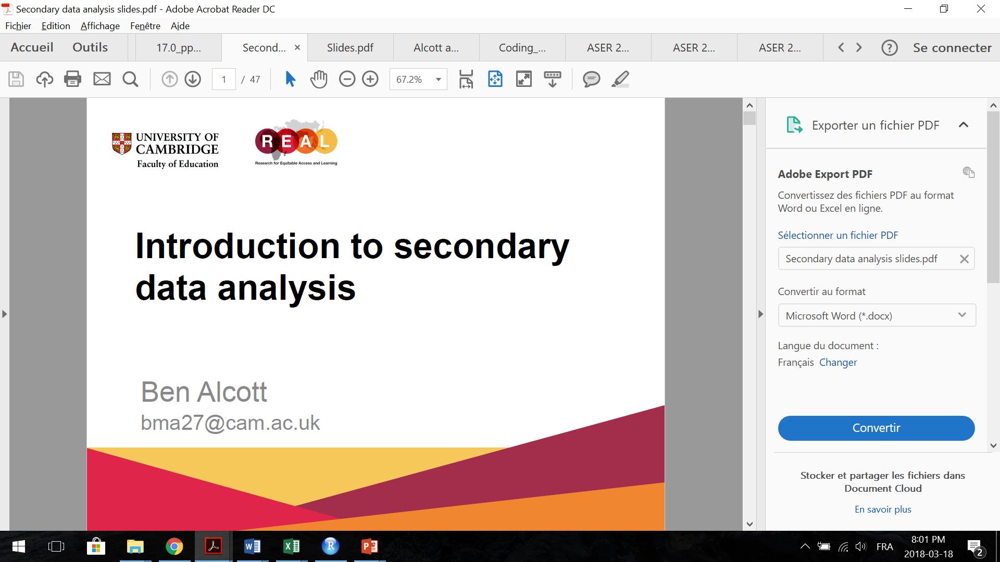 Secondary data analysis slides.pdf - Adobe Acrobat Reader DC
Fichier Edition Affichage Fenêtre Aide
Accueil Outils 17.0_pp... Second... Slides.pdf Alcott a... Coding_... ASER 2... ASER 2... ASER 2... Se connecter
1 / 47 67.2%
UNIVERSITY OF
CAMBRIDGE
Faculty of Education
REAL
Research for Equitable Access and Learning
Introduction to secondary
data analysis
Ben Alcott
bma27@cam.ac.uk
Exporter un fichier PDF
Adobe Export PDF
Convertissez des fichiers PDF au format
Word ou Excel en ligne.
Sélectionner un fichier PDF
Secondary data analysis slides.pdf
Convertir au format
Microsoft Word (*.docx)
Langue du document :
Français Changer
Convertir
Stocker et partager les fichiers dans
Document Cloud
En savoir plus
FRA
8:01 PM
2018-03-18
2